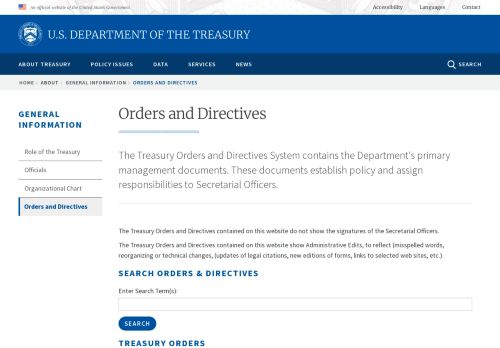 An official website of the United States Government
Accessibility Languages Contact
U.S. DEPARTMENT OF THE TREASURY
ABOUT TREASURY POLICY ISSUES DATA SERVICES NEWS SEARCH
HOME ABOUT GENERAL INFORMATION ORDERS AND DIRECTIVES
GENERAL
INFORMATION
Role of the Treasury
Officials
Organizational Chart
Orders and Directives
Orders and Directives
The Treasury Orders and Directives System contains the Department's primary
management documents. These documents establish policy and assign
responsibilities to Secretarial Officers.
The Treasury Orders and Directives contained on this website do not show the signatures of the Secretarial Officers.
The Treasury Orders and Directives contained on this website show Administrative Edits, to reflect (misspelled words,
reorganizing or technical changes, (updates of legal citations, new editions of forms, links to selected web sites, etc.).
SEARCH ORDERS & DIRECTIVES
Enter Search Term(s):
SEARCH
TREASURY ORDERS